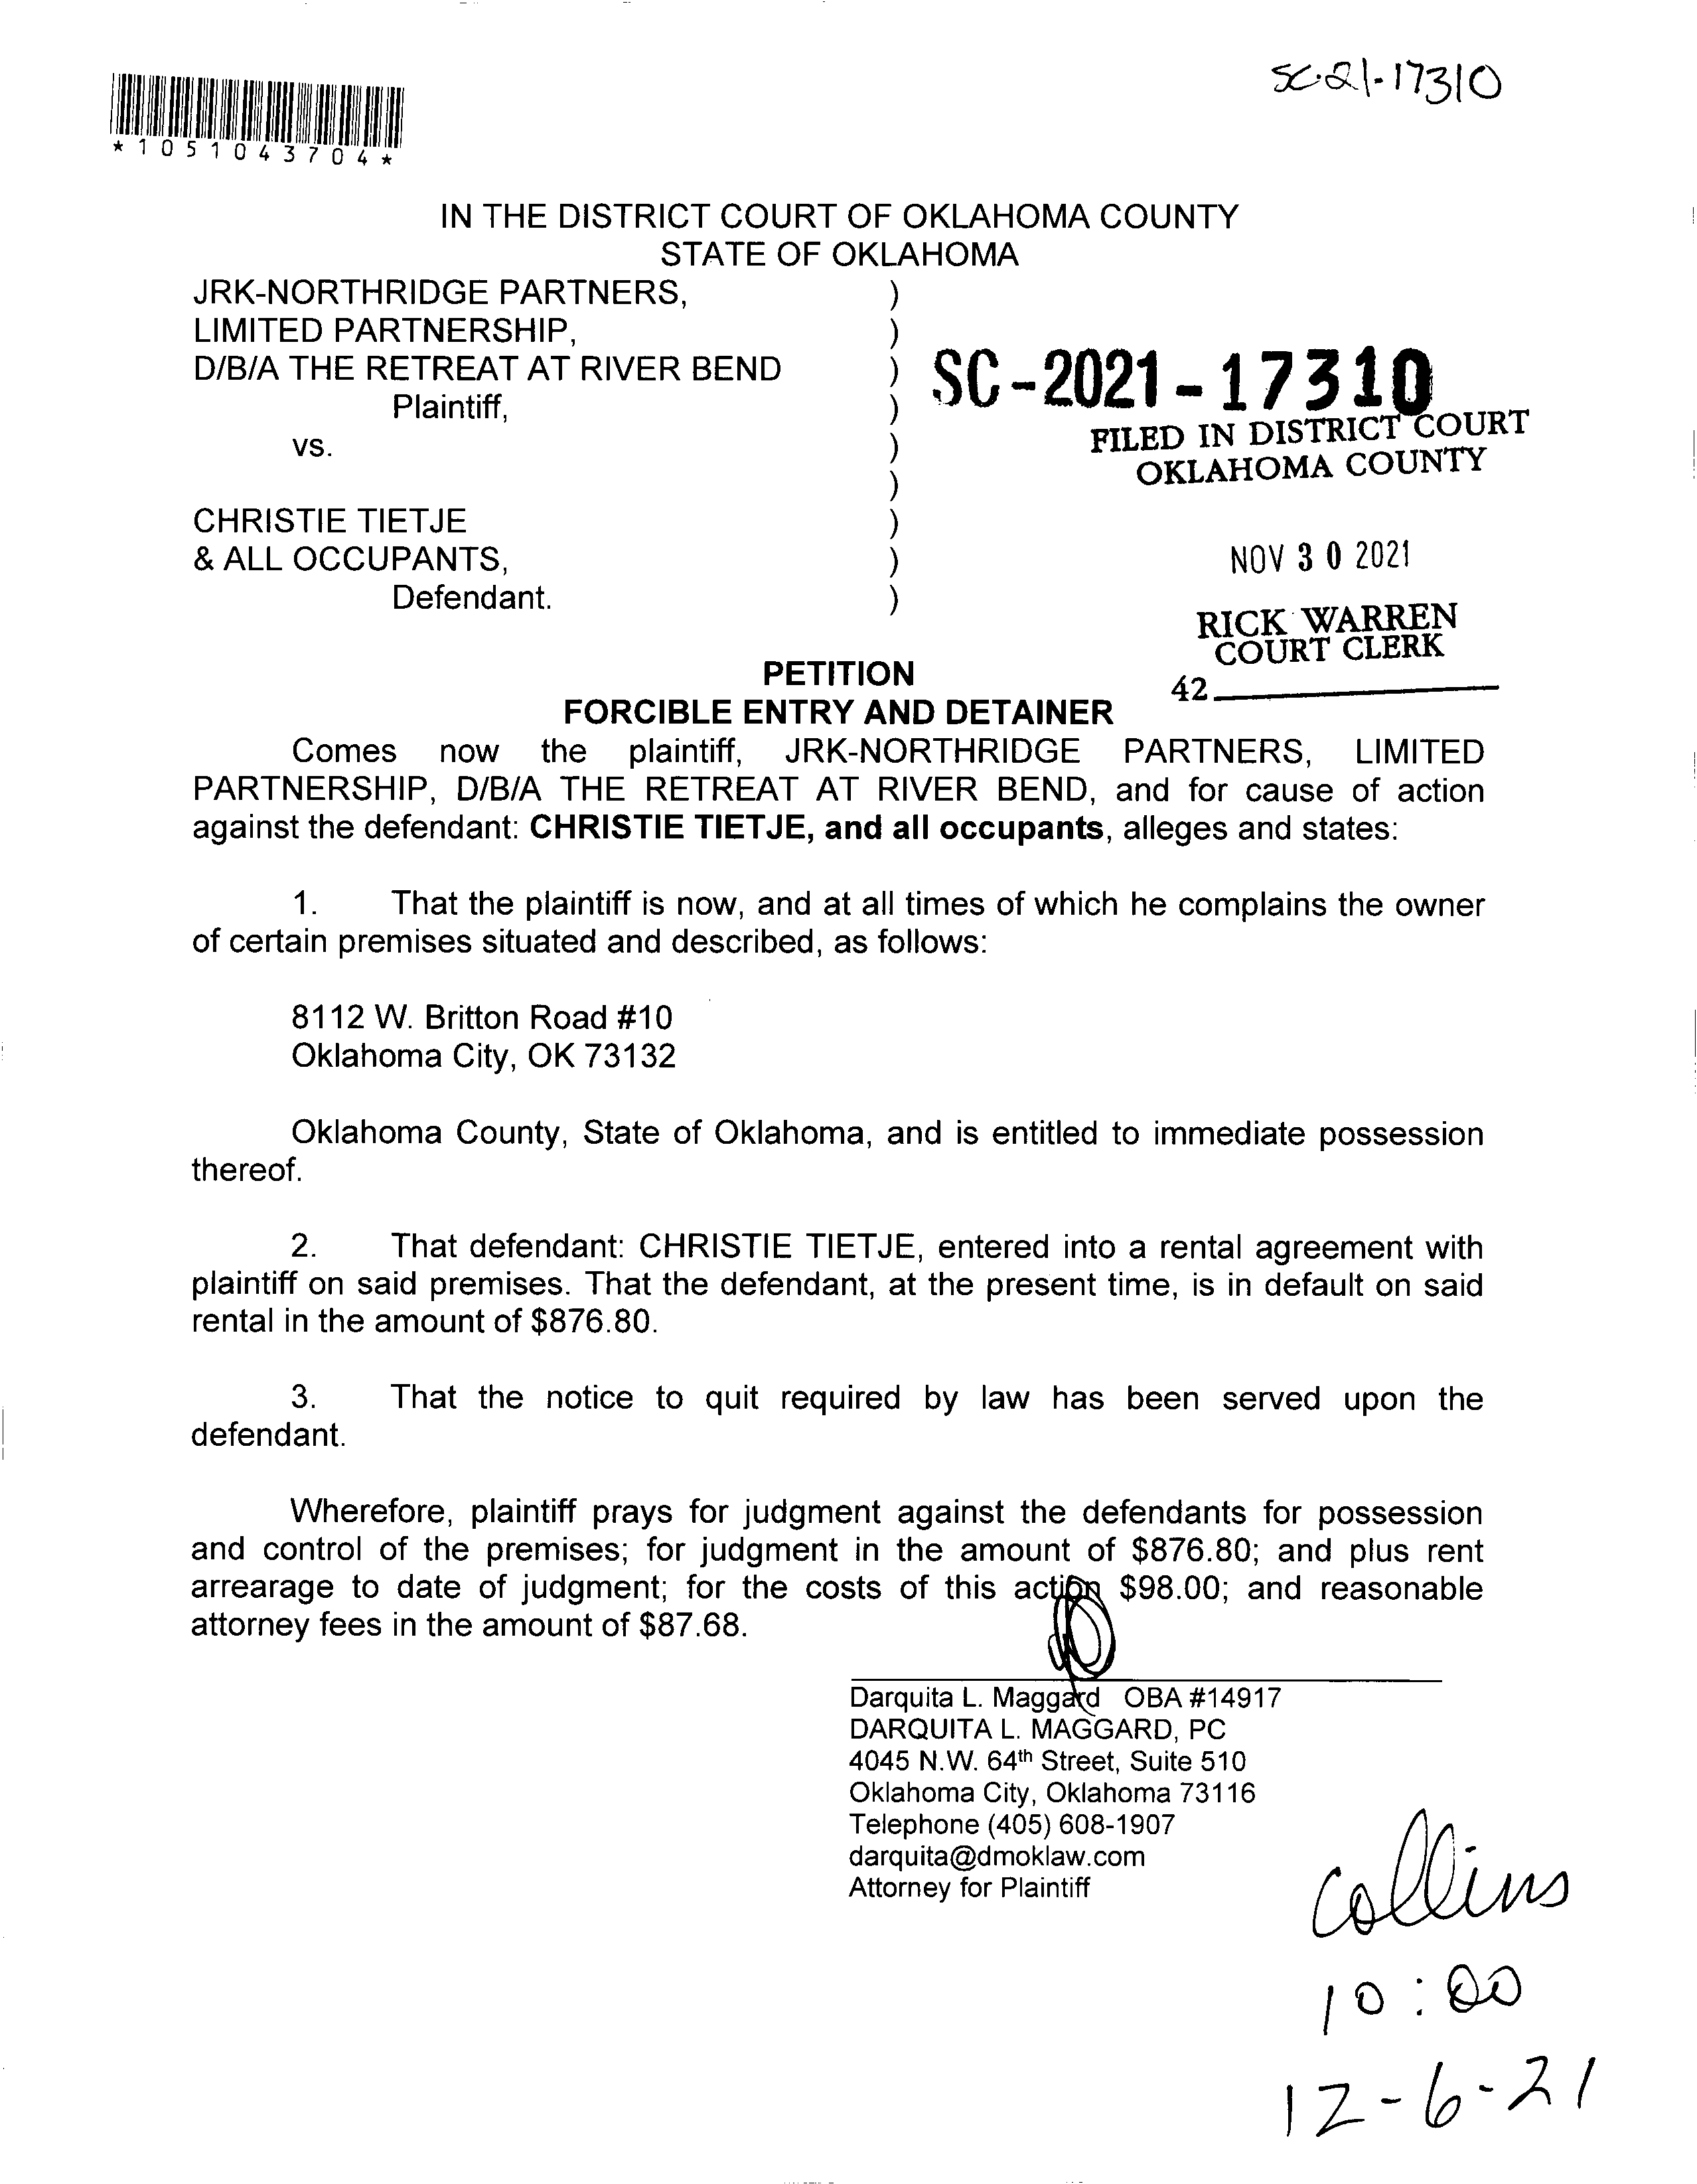 SC-21-17310
*1051043704*
IN THE DISTRICT COURT OF OKLAHOMA COUNTY
STATE OF OKLAHOMA
JRK-NORTHRIDGE PARTNERS, )
LIMITED PARTNERSHIP, )
D/B/A THE RETREAT AT RIVER BEND )
Plaintiff, )
vs. )
)
CHRISTIE TIETJE )
& ALL OCCUPANTS, )
Defendant. )
SC-2021-17310
FILED IN DISTRICT COURT
OKLAHOMA COUNTY
NOV 30 2021
RICK WARREN
COURT CLERK
42
PETITION
FORCIBLE ENTRY AND DETAINER
Comes now the plaintiff, JRK-NORTHRIDGE PARTNERS, LIMITED
PARTNERSHIP, D/B/A THE RETREAT AT RIVER BEND, and for cause of action
against the defendant: CHRISTIE TIETJE, and all occupants, alleges and states:
1. That the plaintiff is now, and at all times of which he complains the owner
of certain premises situated and described, as follows:
8112 W. Britton Road #10
Oklahoma City, OK 73132
Oklahoma County, State of Oklahoma, and is entitled to immediate possession
thereof.
2. That defendant: CHRISTIE TIETJE, entered into a rental agreement with
plaintiff on said premises. That the defendant, at the present time, is in default on said
rental in the amount of $876.80.
3. That the notice to quit required by law has been served upon the
defendant.
Wherefore, plaintiff prays for judgment against the defendants for possession
and control of the premises; for judgment in the amount of $876.80; and plus rent
arrearage to date of judgment; for the costs of this action $98.00; and reasonable
attorney fees in the amount of $87.68.
Darquita L. Maggard OBA #14917
DARQUITA L. MAGGARD, PC
4045 N.W. 64th Street, Suite 510
Oklahoma City, Oklahoma 73116
Telephone (405) 608-1907
darquita@dmoklaw.com
Attorney for Plaintiff
Collins
10:00
12-6-21